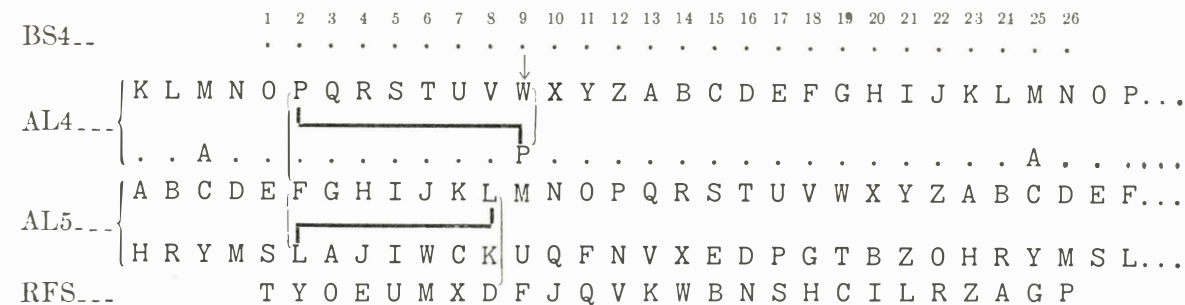 1 2 3 4 5 6 7 8 9 10 11 12 13 14 15 16 17 18 19 20 21 22 23 24 25 26
BS4-- . . . . . . . . . . . . . . . . . . . . . . . . . .
K L M N O P Q R S T U V W X Y Z A B C D E F G H I J K L M N O P...
AL4---
. . A . . . . . . . . . P . . . . . . . . . . . . . . . A . . ....
A B C D E F G H I J K L M N O P Q R S T U V W X Y Z A B C D E F...
AL5---
H R Y M S L A J I W C K U Q F N V X E D P G T B Z O H R Y M S L...
RFS--- T Y O E U M X D F J Q V K W B N S H C I L R Z A G P